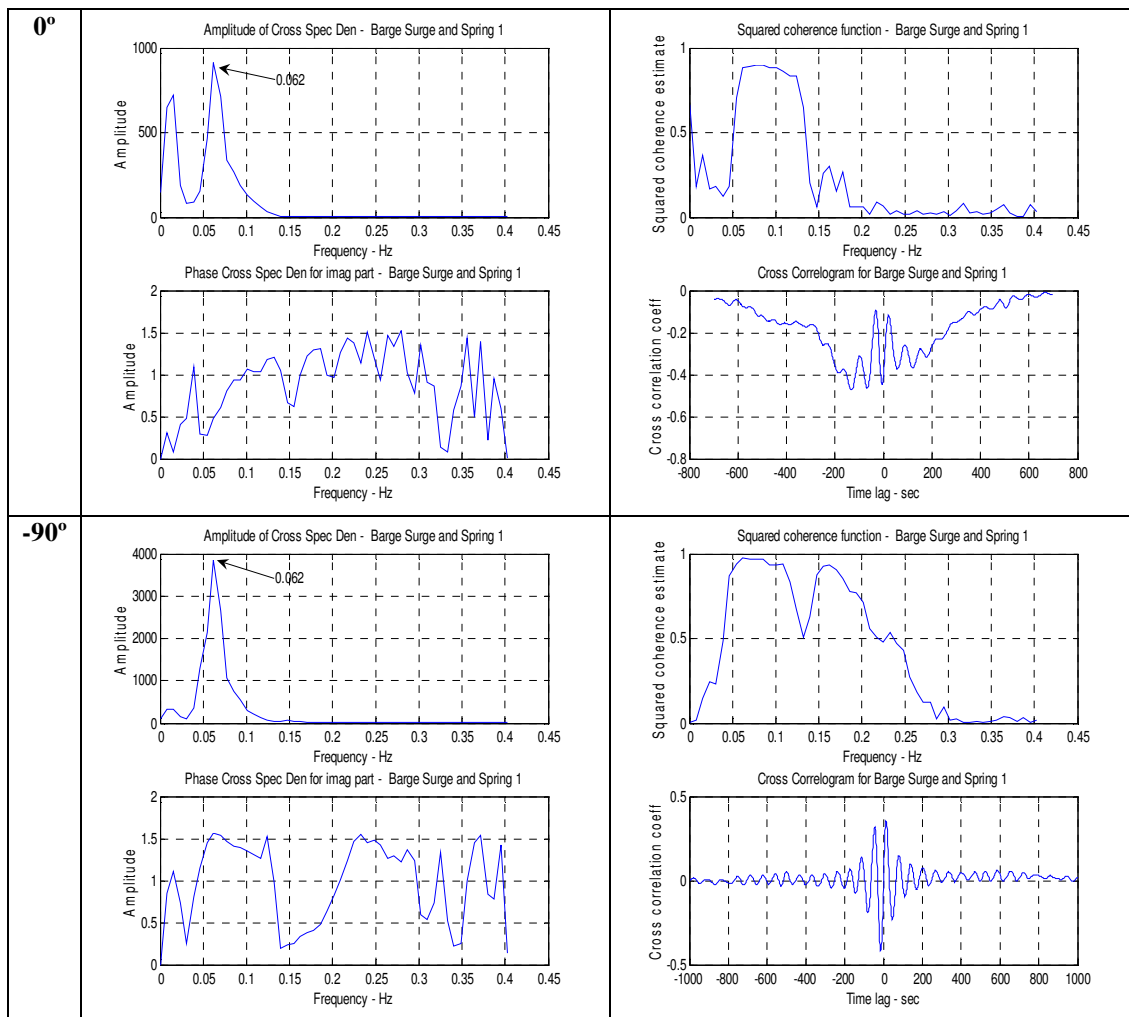 0º
Amplitude of Cross Spec Den - Barge Surge and Spring 1
1000
500
0
Amplitude
0.062
0 0.05 0.1 0.15 0.2 0.25 0.3 0.35 0.4 0.45
Frequency - Hz
Squared coherence function - Barge Surge and Spring 1
1
0.5
0
Squared coherence estimate
0 0.05 0.1 0.15 0.2 0.25 0.3 0.35 0.4 0.45
Frequency - Hz
Phase Cross Spec Den for imag part - Barge Surge and Spring 1
2
1.5
1
0.5
0
Amplitude
0 0.05 0.1 0.15 0.2 0.25 0.3 0.35 0.4 0.45
Frequency - Hz
Cross Correlogram for Barge Surge and Spring 1
0
-0.2
-0.4
-0.6
-0.8
Cross correlation coeff
-800 -600 -400 -200 0 200 400 600 800
Time lag - sec
-90º
Amplitude of Cross Spec Den - Barge Surge and Spring 1
4000
3000
2000
1000
0
Amplitude
0.062
0 0.05 0.1 0.15 0.2 0.25 0.3 0.35 0.4 0.45
Frequency - Hz
Squared coherence function - Barge Surge and Spring 1
1
0.5
0
Squared coherence estimate
0 0.05 0.1 0.15 0.2 0.25 0.3 0.35 0.4 0.45
Frequency - Hz
Phase Cross Spec Den for imag part - Barge Surge and Spring 1
2
1.5
1
0.5
0
Amplitude
0 0.05 0.1 0.15 0.2 0.25 0.3 0.35 0.4 0.45
Frequency - Hz
Cross Correlogram for Barge Surge and Spring 1
0.5
0
-0.5
Cross correlation coeff
-1000 -800 -600 -400 -200 0 200 400 600 800 1000
Time lag - sec